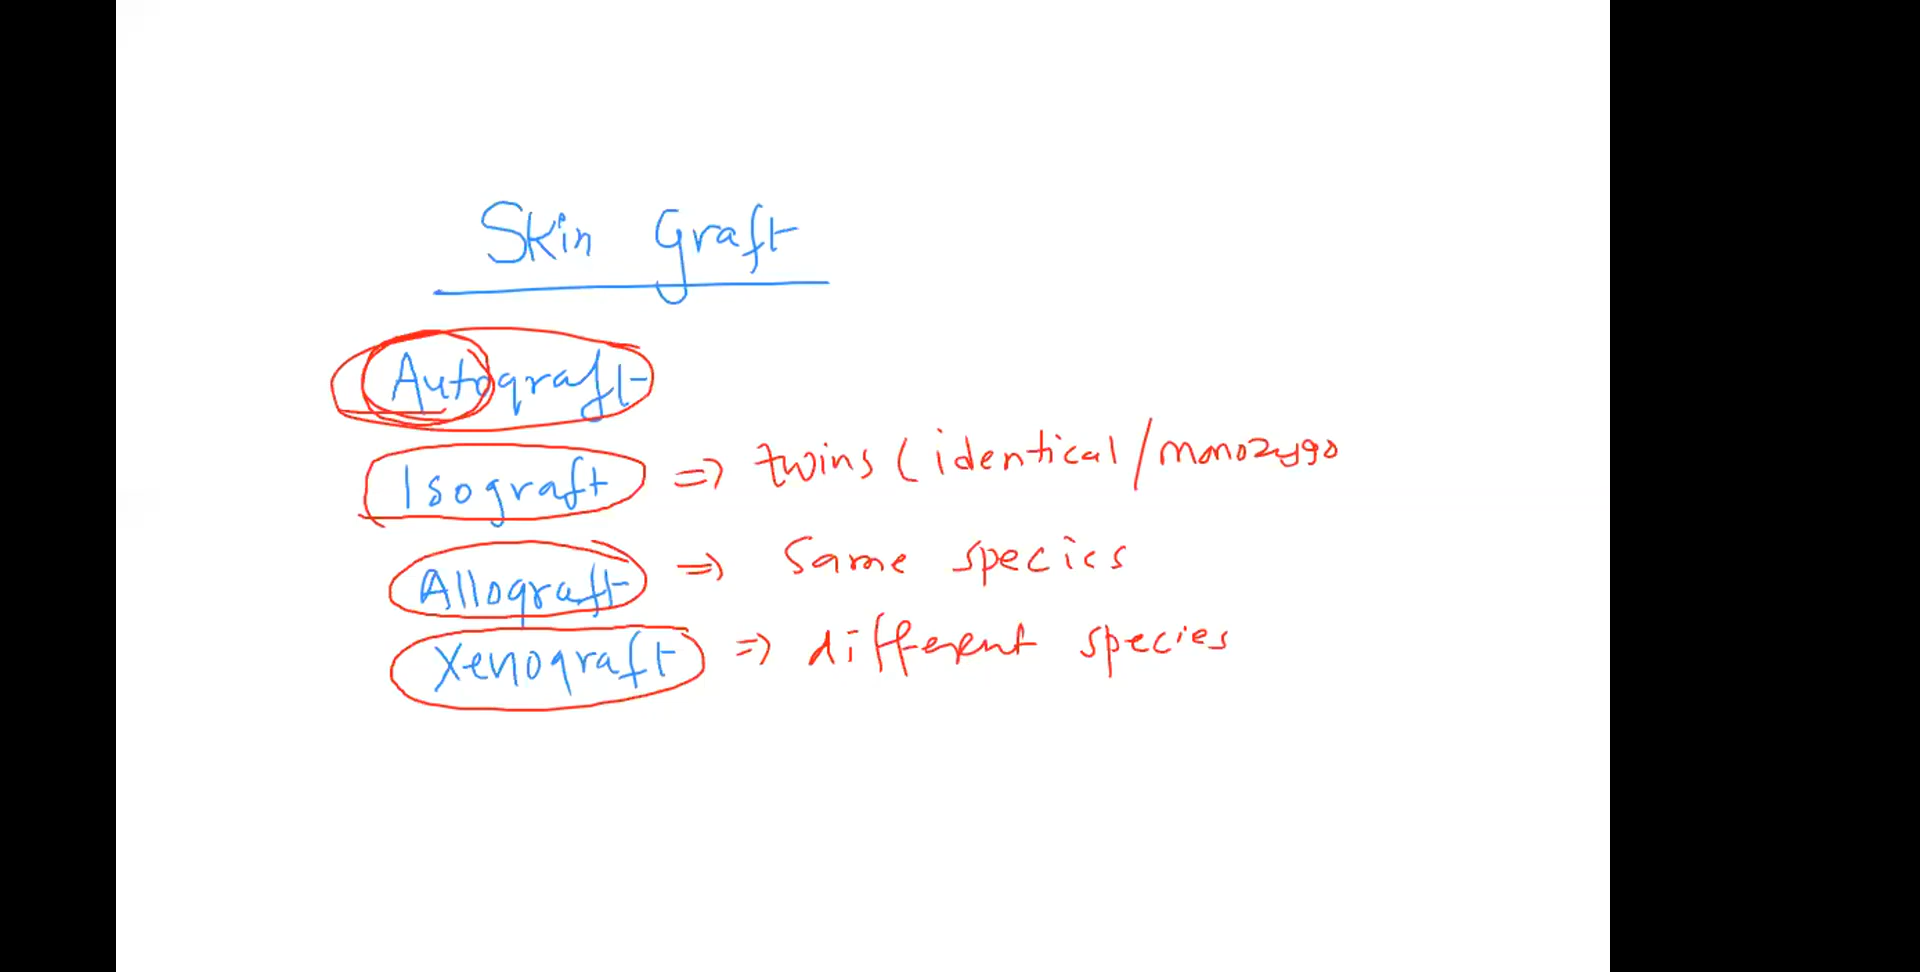 Skin Graft
Autograft
Isograft => twins (identical/monozygo
Allograft => Same species
Xenograft => different species